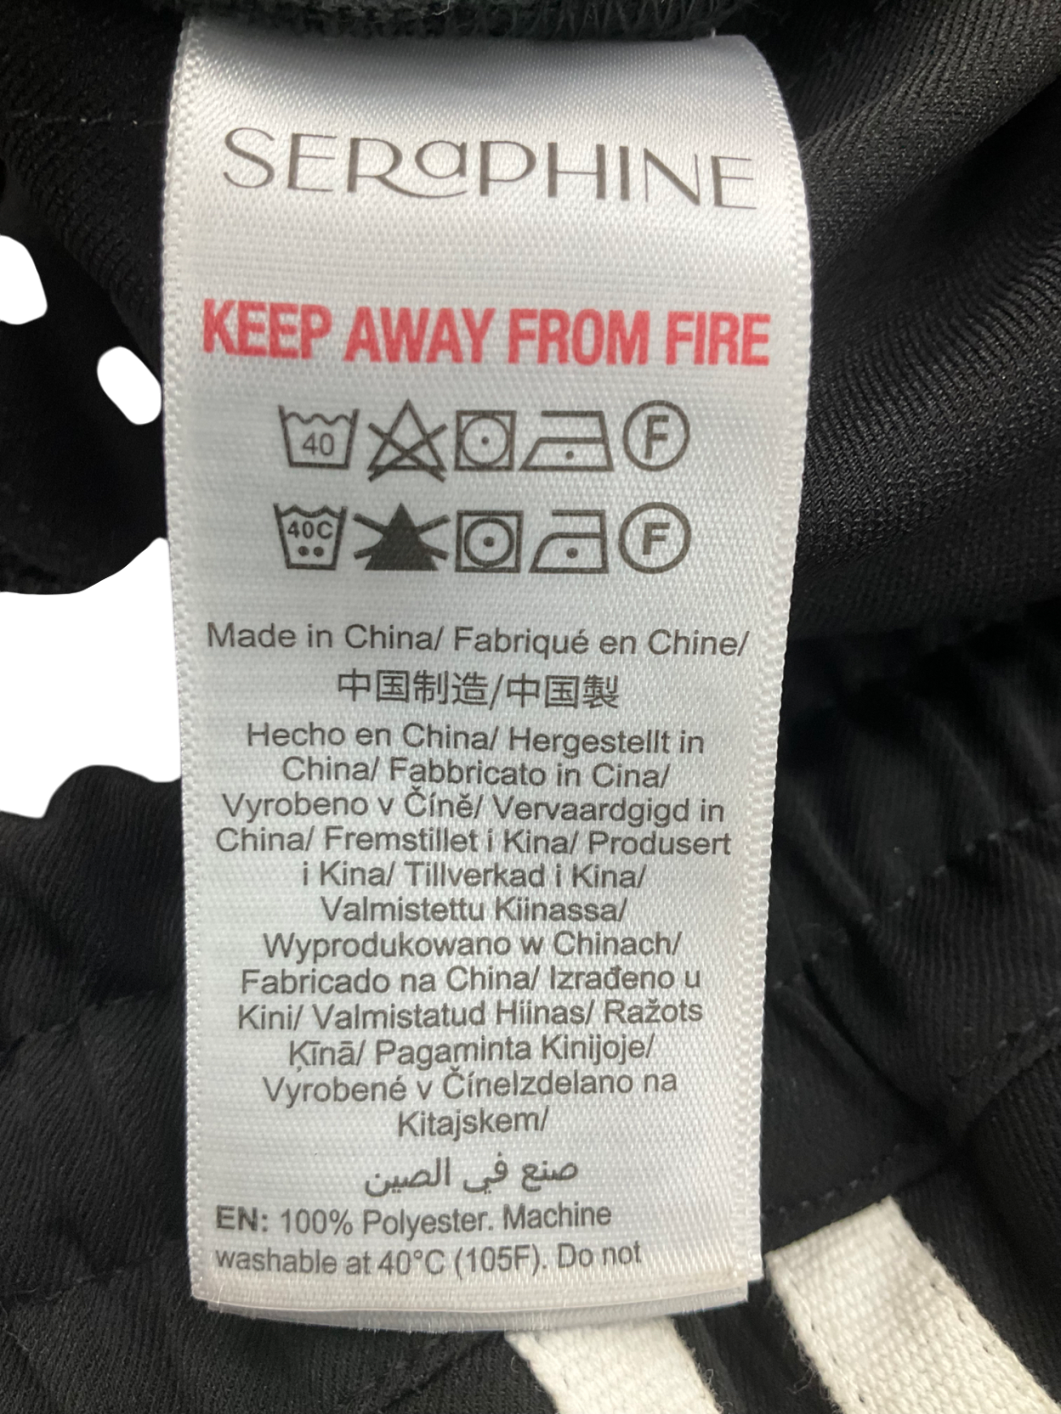 SERaPHINE
KEEP AWAY FROM FIRE
40 F
40C F
Made in China/ Fabriqué en Chine/
中国制造/中国製
Hecho en China/ Hergestellt in
China/ Fabbricato in Cina/
Vyrobeno v Číně/ Vervaardgigd in
China/ Fremstillet i Kina/ Produsert
i Kina/ Tillverkad i Kina/
Valmistettu Kiinassa/
Wyprodukowano w Chinach/
Fabricado na China/ Izrađeno u
Kini/ Valmistatud Hiinas/ Ražots
Ķīnā/ Pagaminta Kinijoje/
Vyrobené v Čínelzdelano na
Kitajskem/
صنع في الصين
EN: 100% Polyester. Machine
washable at 40°C (105F). Do not